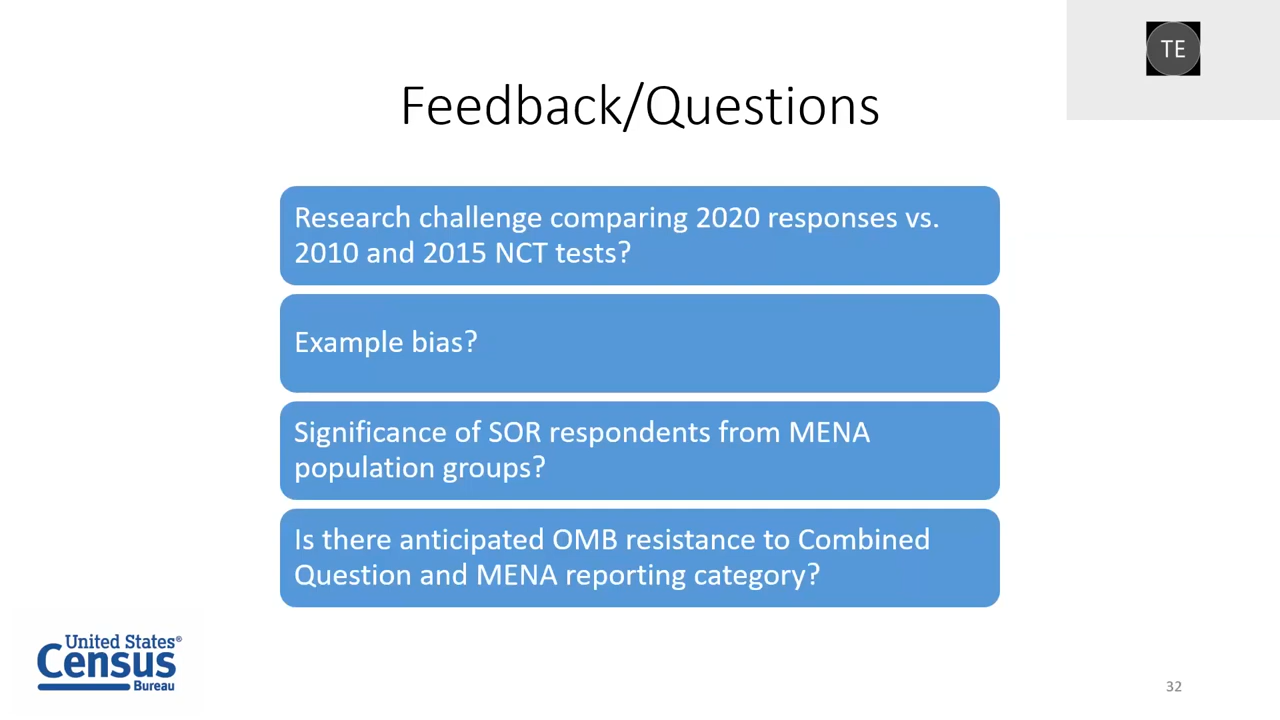 TE
Feedback/Questions
Research challenge comparing 2020 responses vs.
2010 and 2015 NCT tests?
Example bias?
Significance of SOR respondents from MENA
population groups?
Is there anticipated OMB resistance to Combined
Question and MENA reporting category?
United States®
Census
Bureau
32